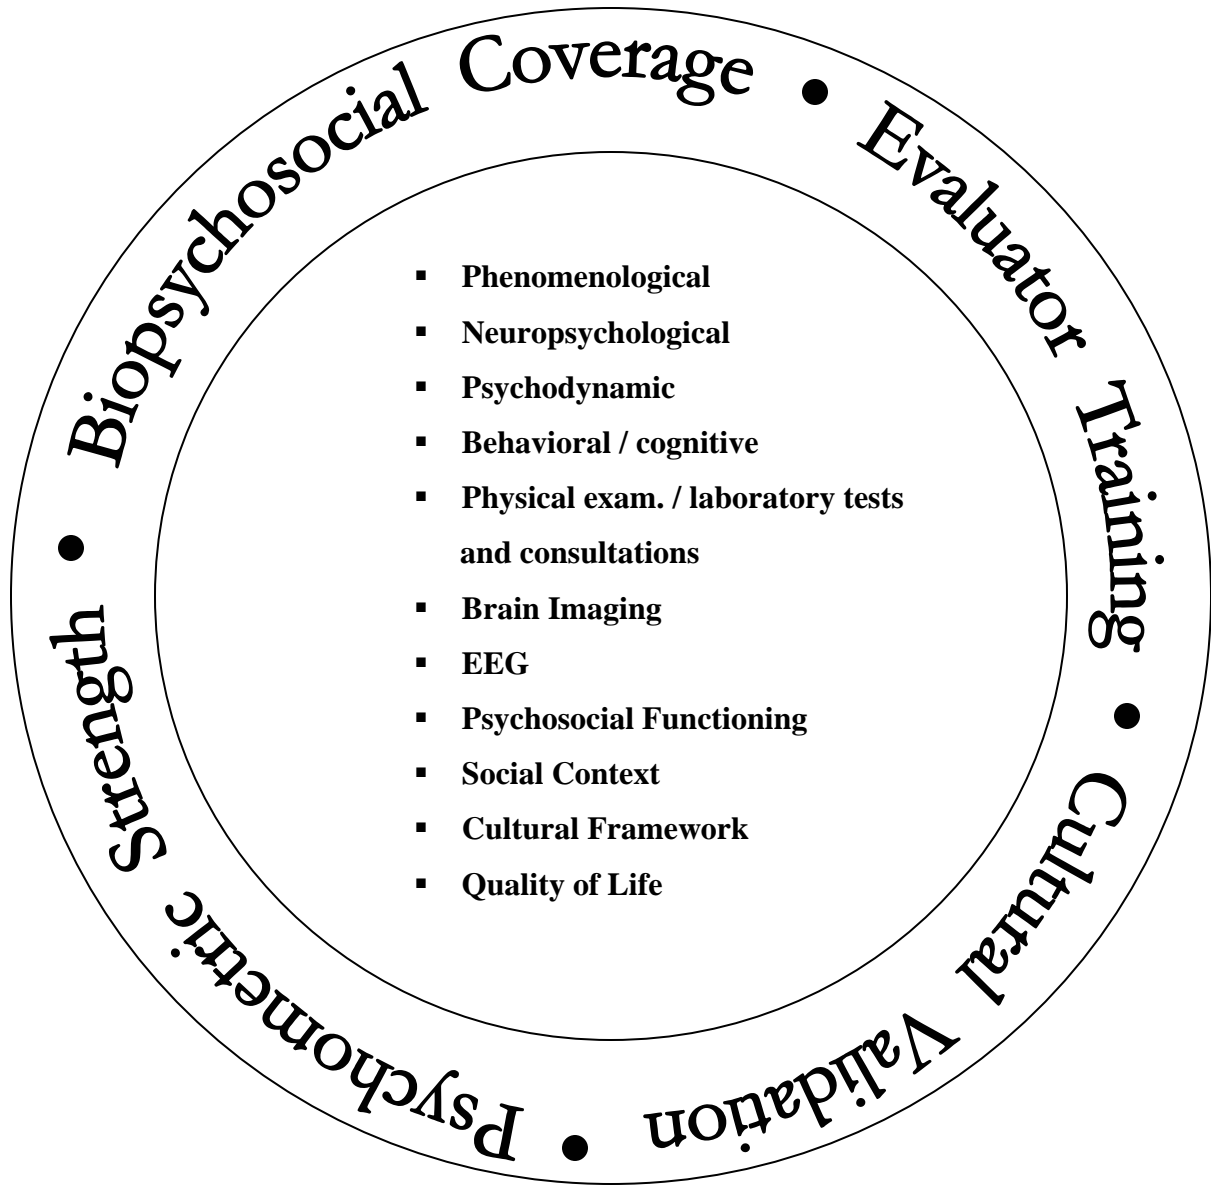 Biopsychosocial Coverage • Evaluator Training • Cultural Validation • Psychometric Strength •
▪ Phenomenological
▪ Neuropsychological
▪ Psychodynamic
▪ Behavioral / cognitive
▪ Physical exam. / laboratory tests
and consultations
▪ Brain Imaging
▪ EEG
▪ Psychosocial Functioning
▪ Social Context
▪ Cultural Framework
▪ Quality of Life